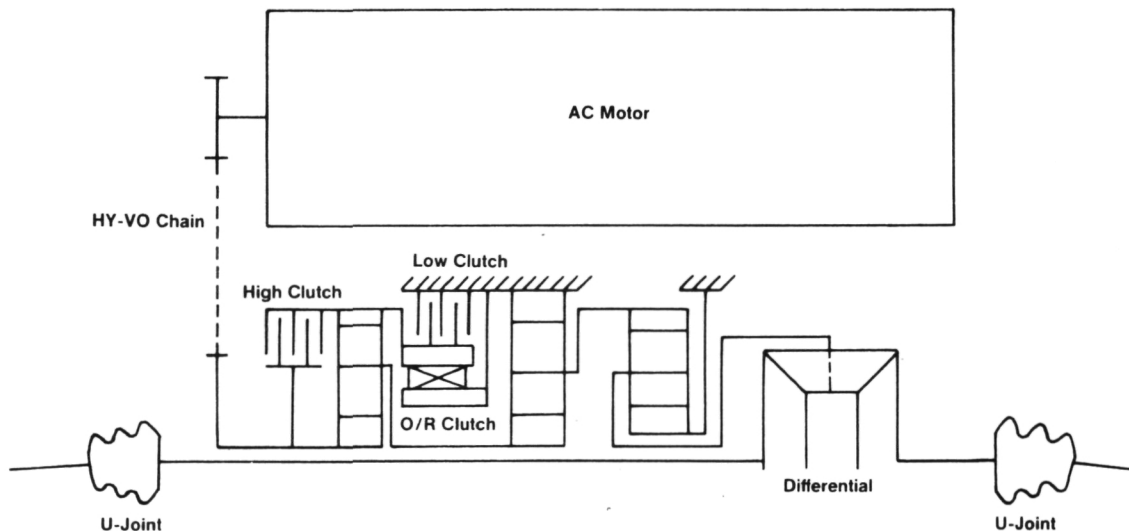 AC Motor
HY-VO Chain
Low Clutch
High Clutch
O/R Clutch
Differential
U-Joint
U-Joint